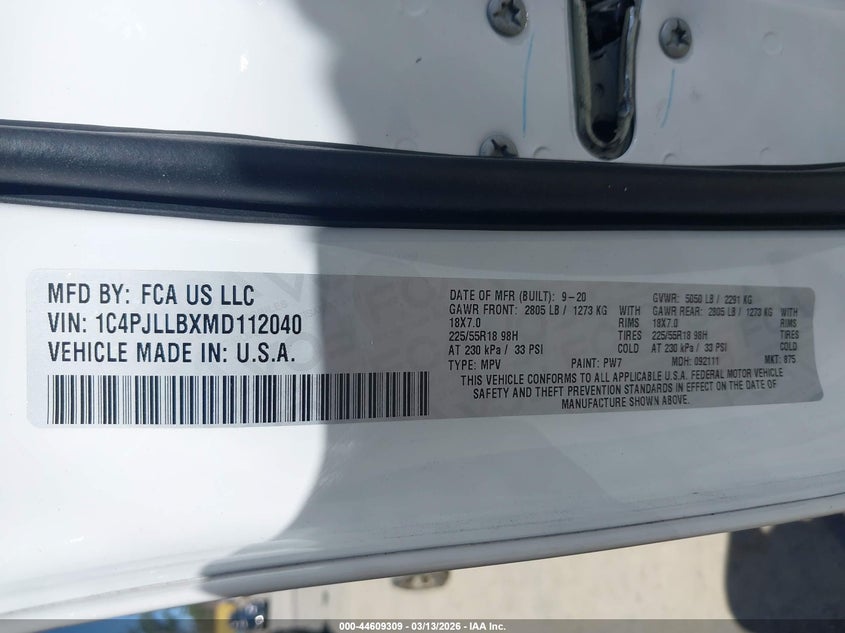 MFD BY: FCA US LLC
VIN: 1C4PJLLBXMD112040
VEHICLE MADE IN: U.S.A.
DATE OF MFR (BUILT): 9-20 GVWR: 5050 LB / 2291 KG
GAWR FRONT: 2805 LB / 1273 KG WITH GAWR REAR: 2805 LB / 1273 KG WITH
18X7.0 RIMS 18X7.0 RIMS
225/55R18 98H TIRES 225/55R18 98H TIRES
AT 230 kPa / 33 PSI COLD AT 230 kPa / 33 PSI COLD
TYPE: MPV PAINT: PW7 MDH: 092111 MKT: 875
THIS VEHICLE CONFORMS TO ALL APPLICABLE U.S.A. FEDERAL MOTOR VEHICLE
SAFETY AND THEFT PREVENTION STANDARDS IN EFFECT ON THE DATE OF
MANUFACTURE SHOWN ABOVE.
000-44609309 - 03/13/2026 - IAA Inc.